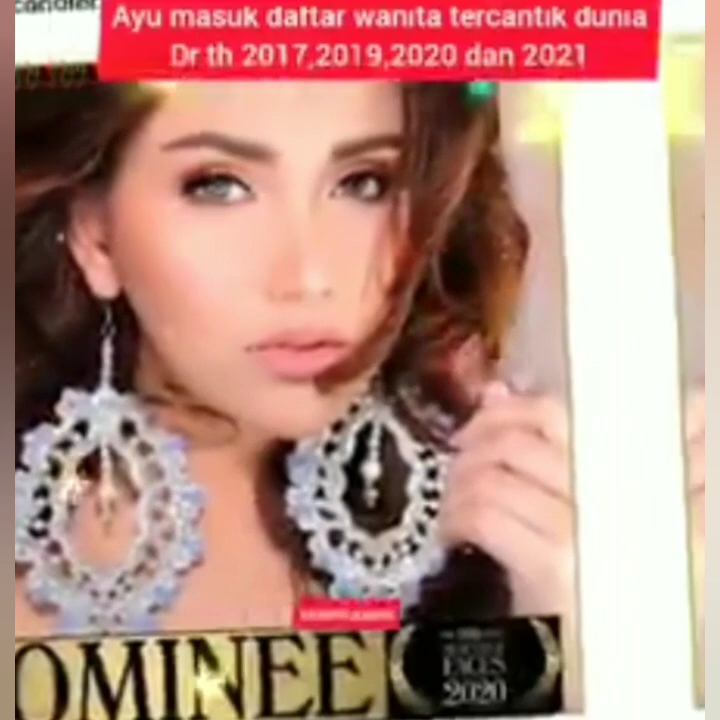 Ayu masuk daftar wanita tercantik dunia
Dr th 2017,2019,2020 dan 2021
OMINEE
FACES
2020